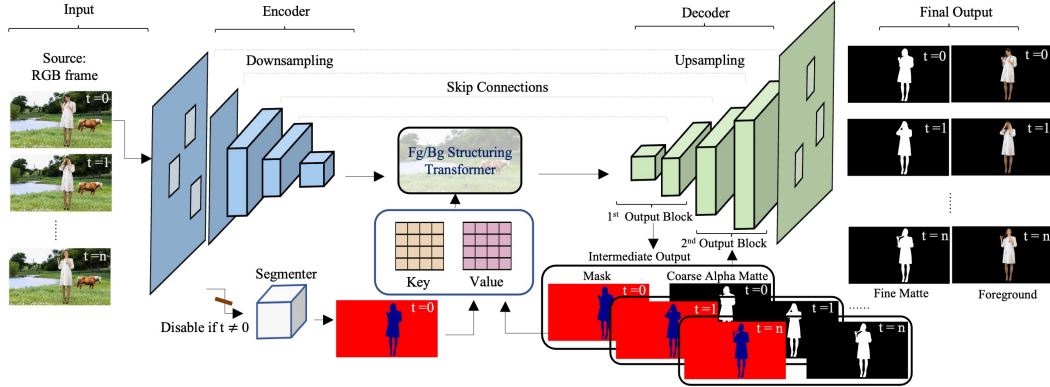 Input
Encoder
Decoder
Final Output
Source:
RGB frame
t =0
t =1
t =n
Downsampling
Upsampling
Skip Connections
Fg/Bg Structuring
Transformer
Key
Value
Segmenter
Disable if t ≠ 0
t =0
1st Output Block
2nd Output Block
Intermediate Output
Mask
Coarse Alpha Matte
t =0
t =0
t =1
t = 1
t = n
t = n
t =0
t =0
t =1
t =1
t = n
t = n
Fine Matte
Foreground